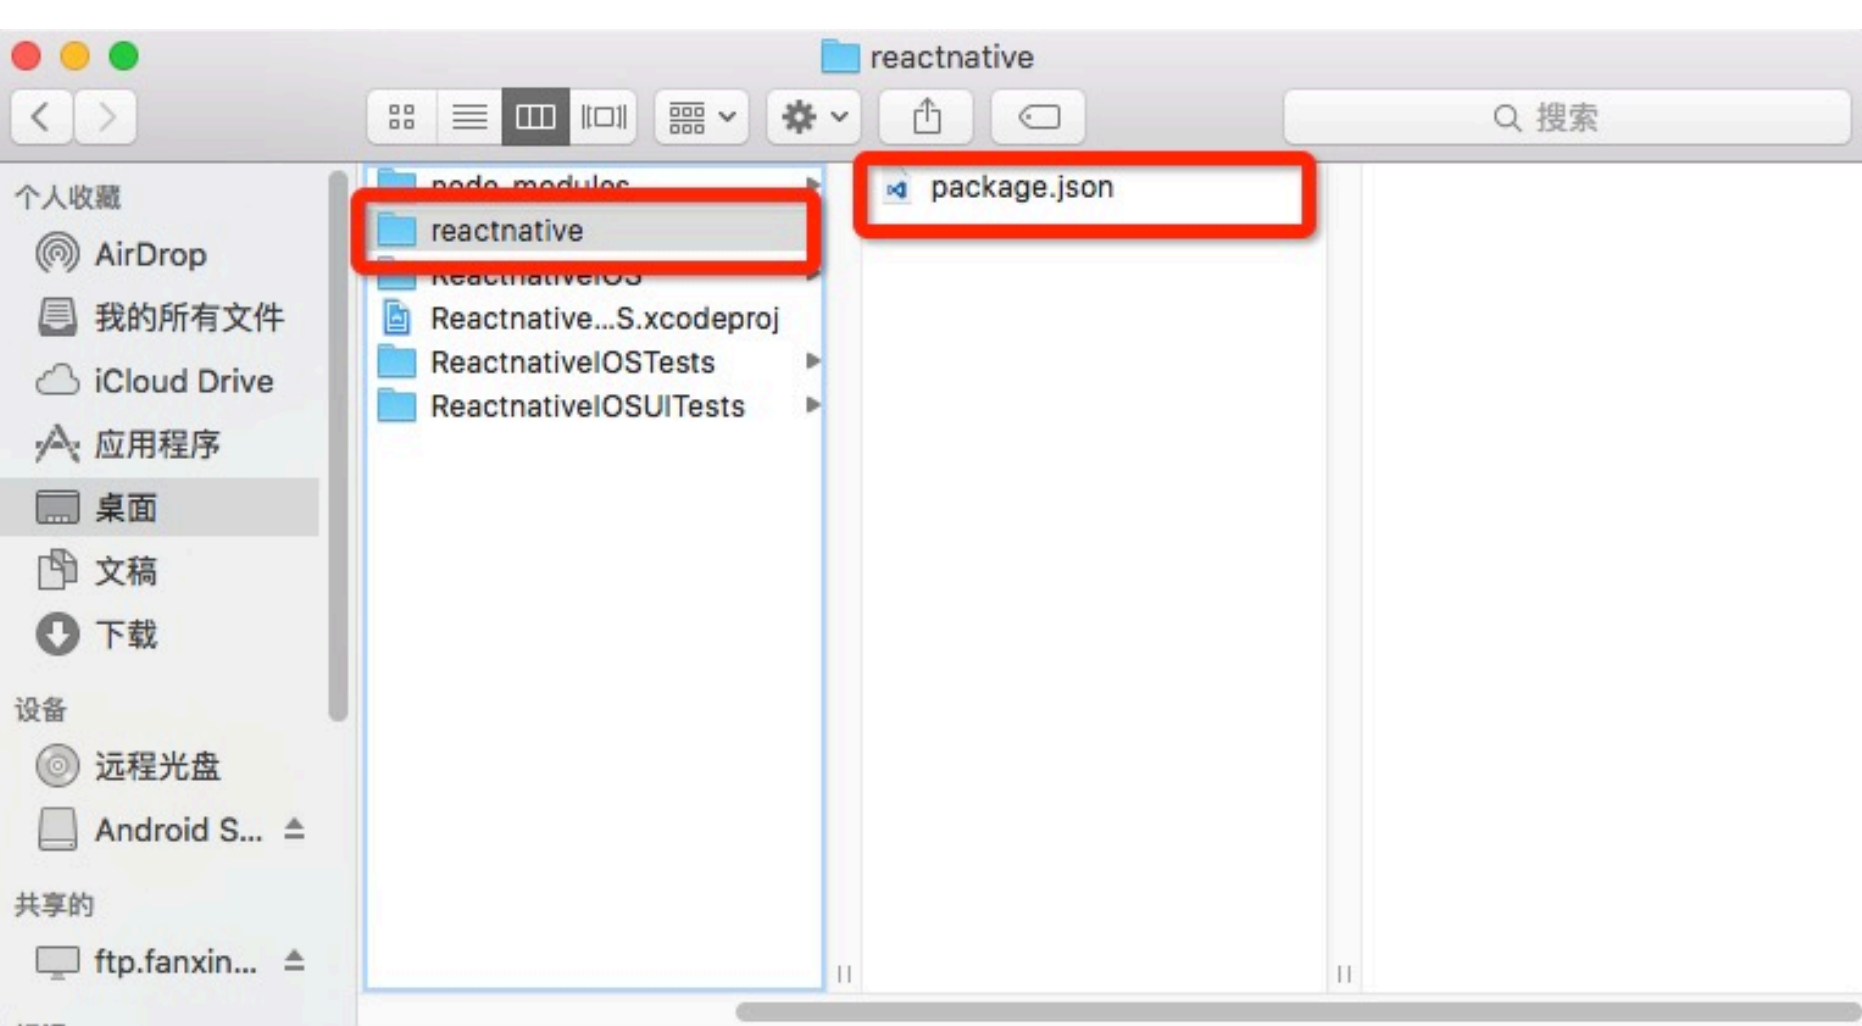 reactnative
搜索
个人收藏
AirDrop
我的所有文件
iCloud Drive
应用程序
桌面
文稿
下载
设备
远程光盘
Android S...
共享的
ftp.fanxin...
node_modules
reactnative
ReactnativeIOS
Reactnative...S.xcodeproj
ReactnativeIOSTests
ReactnativeIOSUITests
package.json